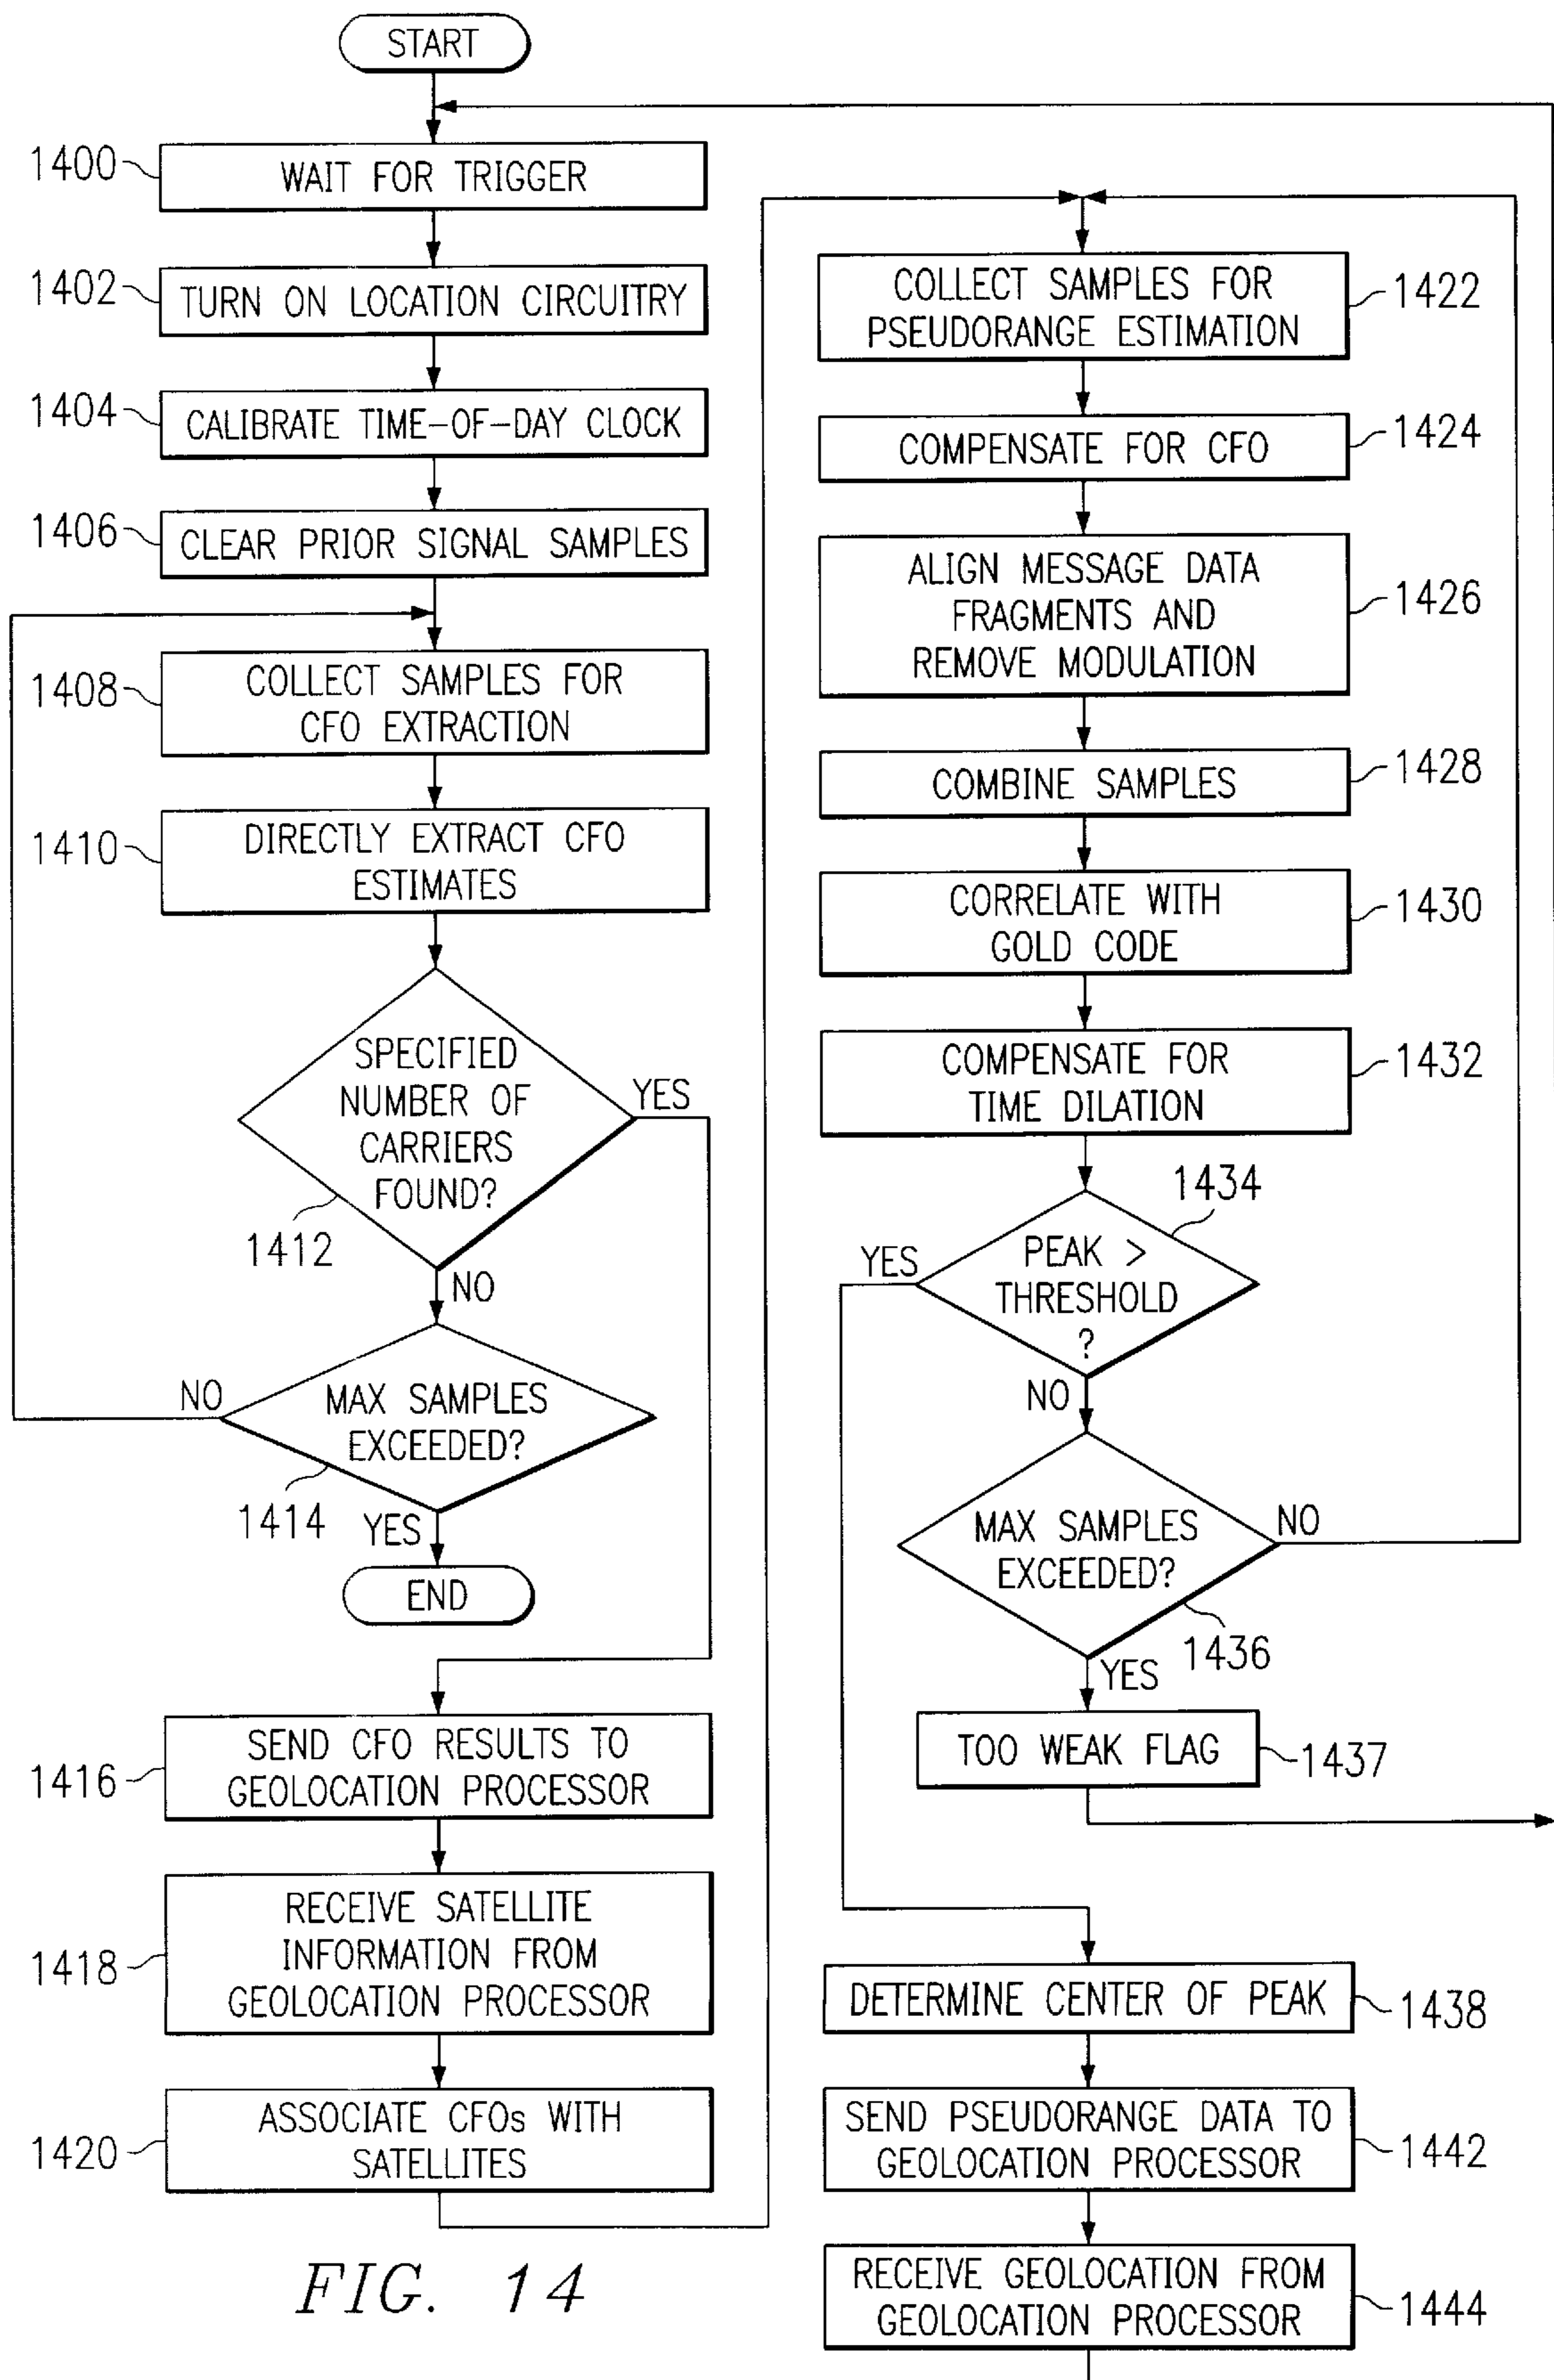 START
1400
WAIT FOR TRIGGER
1402
TURN ON LOCATION CIRCUITRY
1404
CALIBRATE TIME-OF-DAY CLOCK
1406
CLEAR PRIOR SIGNAL SAMPLES
1408
COLLECT SAMPLES FOR
CFO EXTRACTION
1410
DIRECTLY EXTRACT CFO
ESTIMATES
SPECIFIED
NUMBER OF
CARRIERS
FOUND?
YES
1412
NO
NO
MAX SAMPLES
EXCEEDED?
1414
YES
END
1416
SEND CFO RESULTS TO
GEOLOCATION PROCESSOR
1418
RECEIVE SATELLITE
INFORMATION FROM
GEOLOCATION PROCESSOR
1420
ASSOCIATE CFOs WITH
SATELLITES
COLLECT SAMPLES FOR
PSEUDORANGE ESTIMATION
1422
COMPENSATE FOR CFO
1424
ALIGN MESSAGE DATA
FRAGMENTS AND
REMOVE MODULATION
1426
COMBINE SAMPLES
1428
CORRELATE WITH
GOLD CODE
1430
COMPENSATE FOR
TIME DILATION
1432
1434
YES
PEAK >
THRESHOLD
?
NO
MAX SAMPLES
EXCEEDED?
NO
1436
YES
TOO WEAK FLAG
1437
DETERMINE CENTER OF PEAK
1438
SEND PSEUDORANGE DATA TO
GEOLOCATION PROCESSOR
1442
RECEIVE GEOLOCATION FROM
GEOLOCATION PROCESSOR
1444
FIG. 14